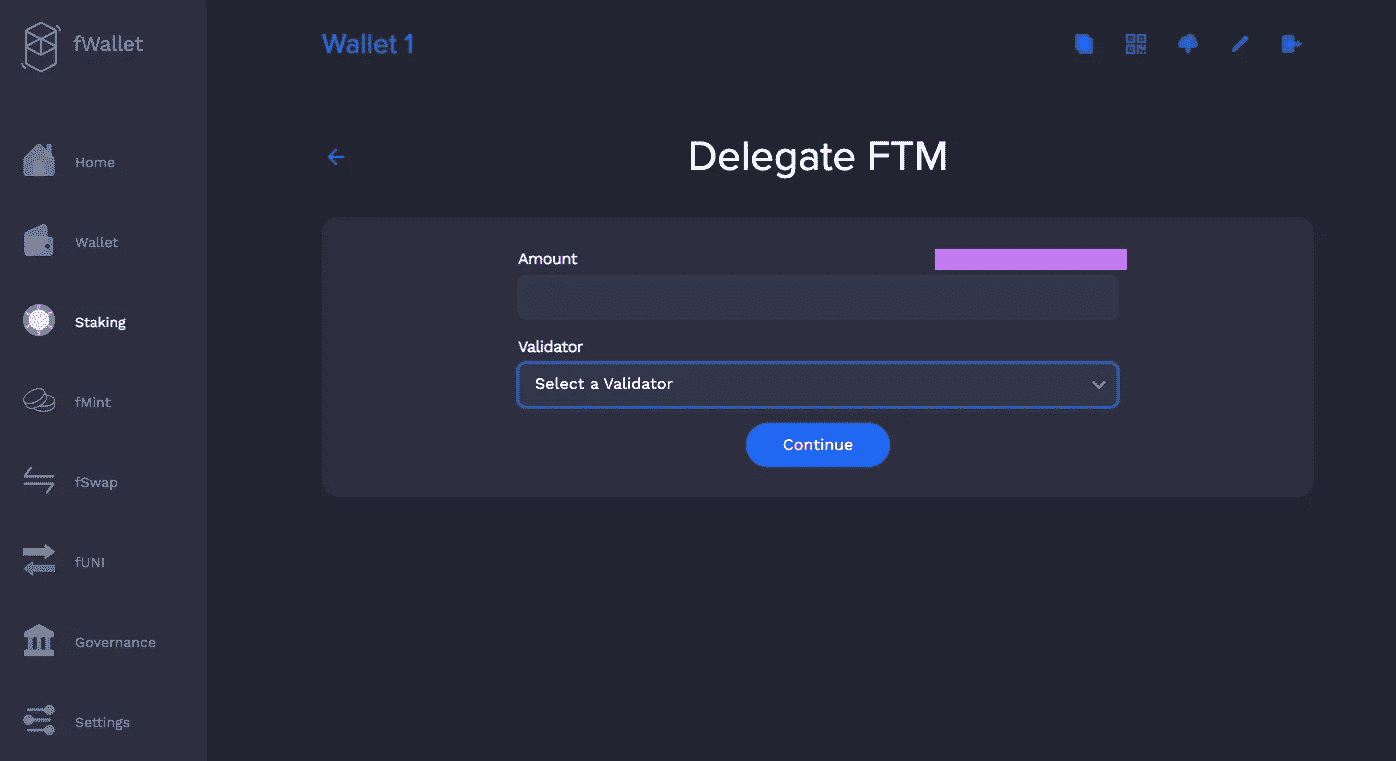 fWallet
Home
Wallet
Staking
fMint
fSwap
fUNI
Governance
Settings
Wallet 1
Delegate FTM
Amount
Validator
Select a Validator
Continue